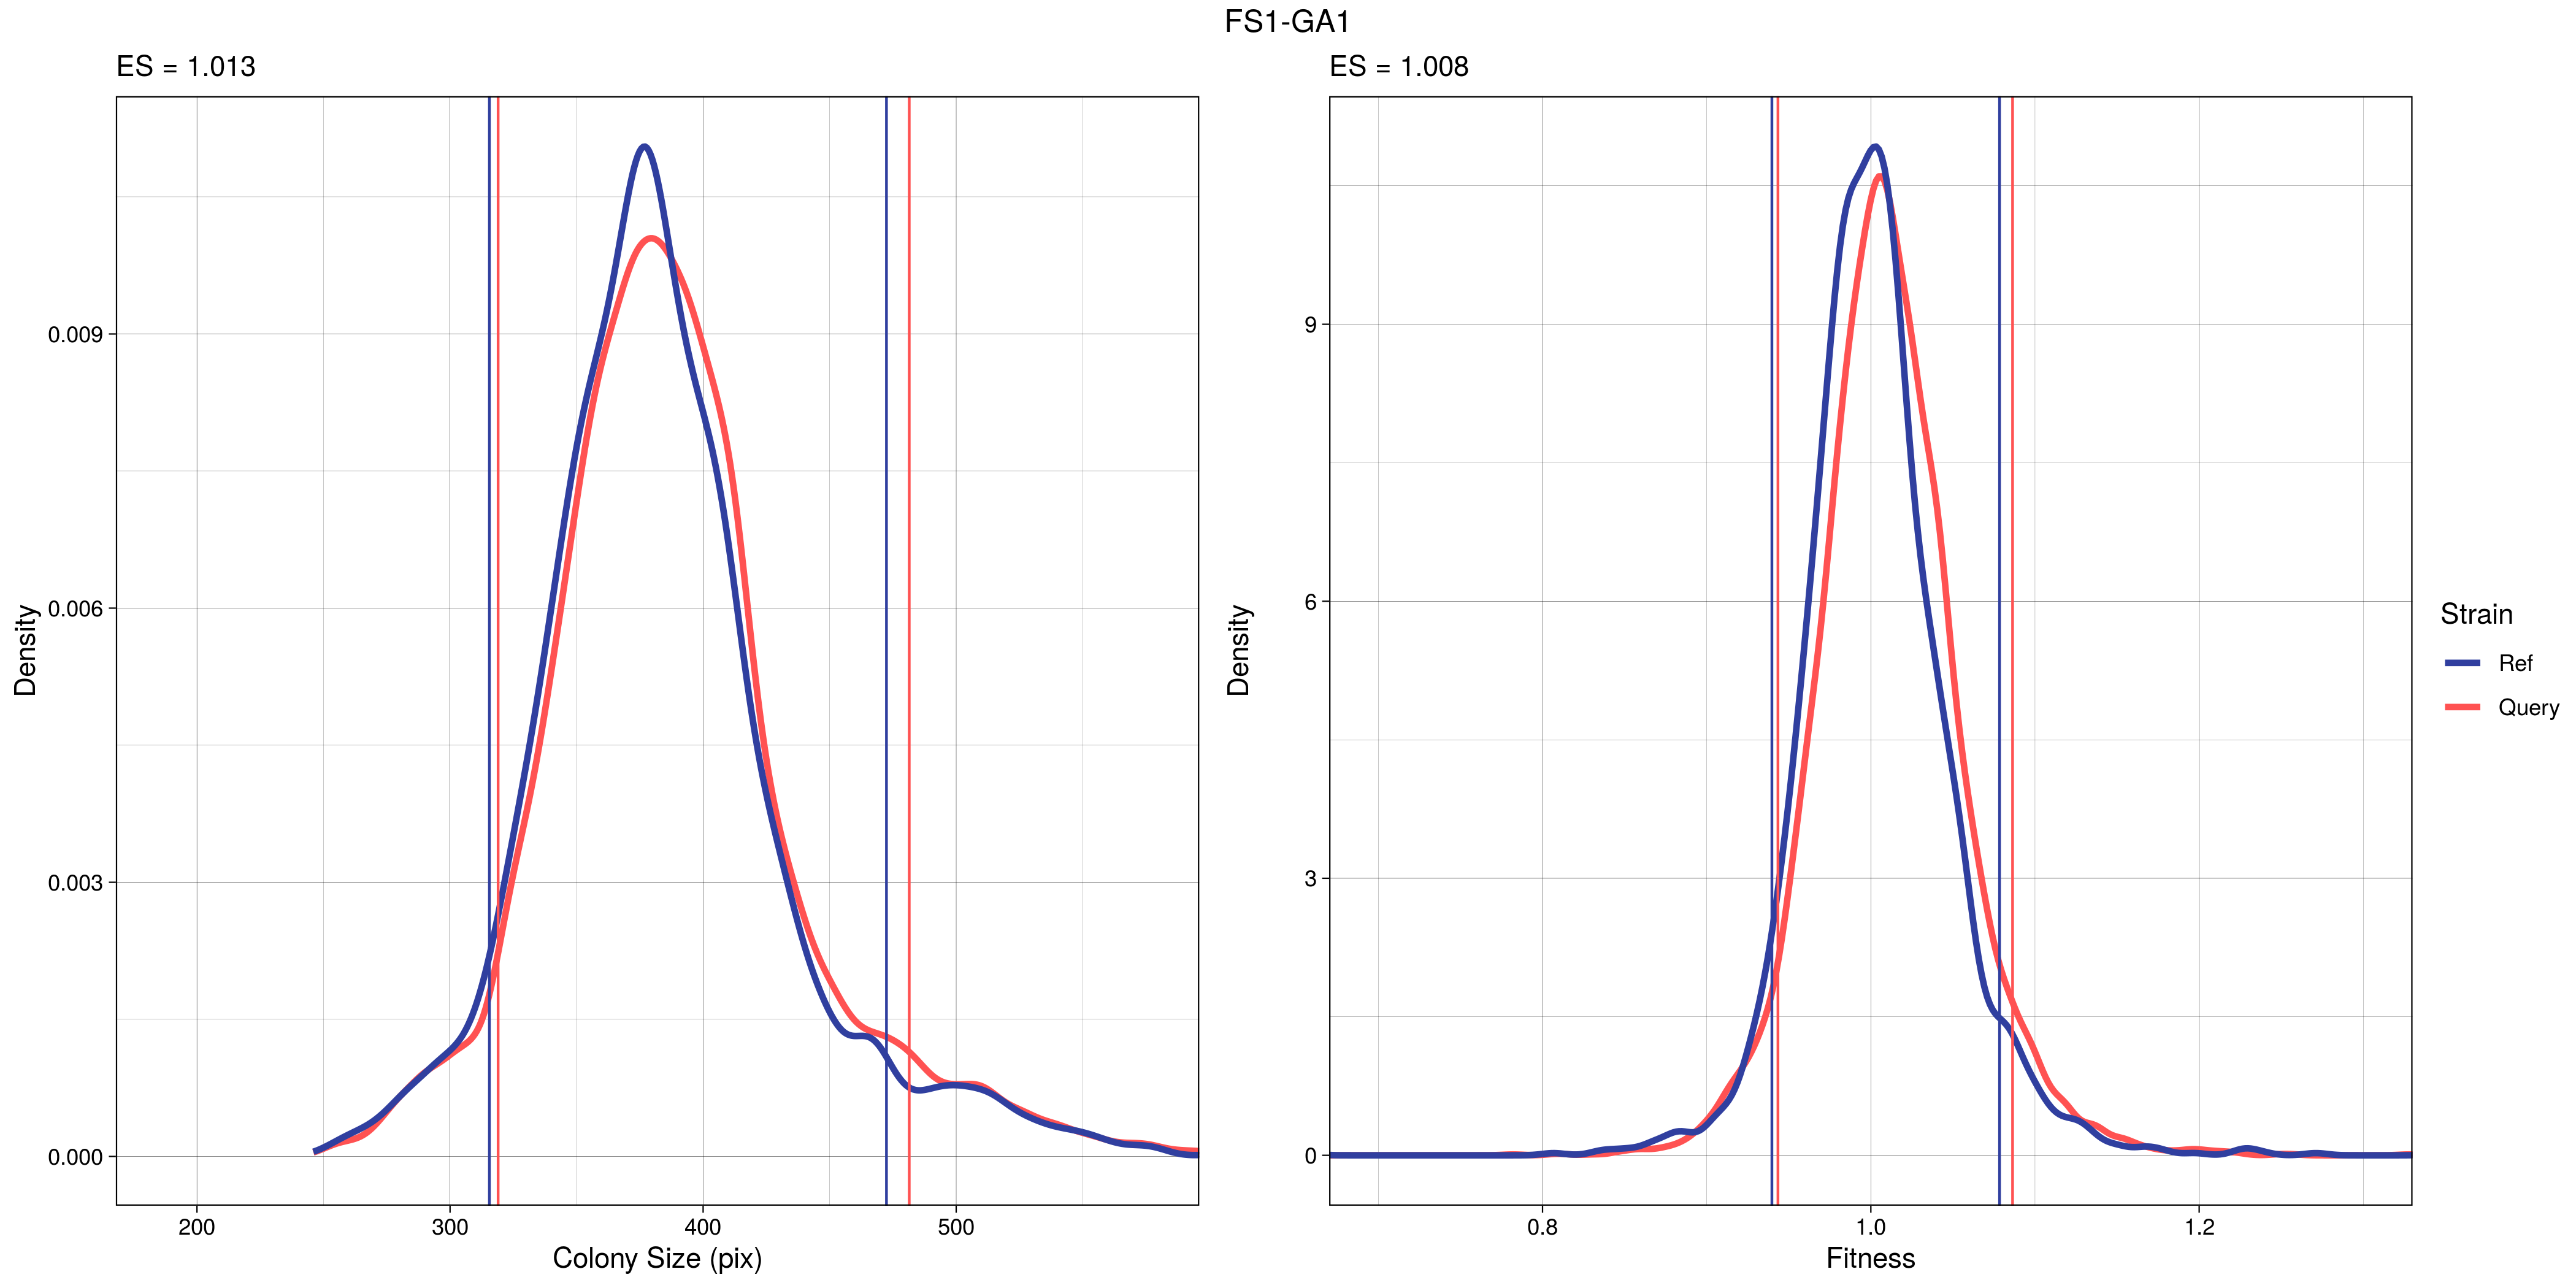 FS1-GA1
ES = 1.013
Density
0.009
0.006
0.003
0.000
200 300 400 500
Colony Size (pix)
ES = 1.008
Density
9
6
3
0
0.8 1.0 1.2
Fitness
Strain
Ref
Query